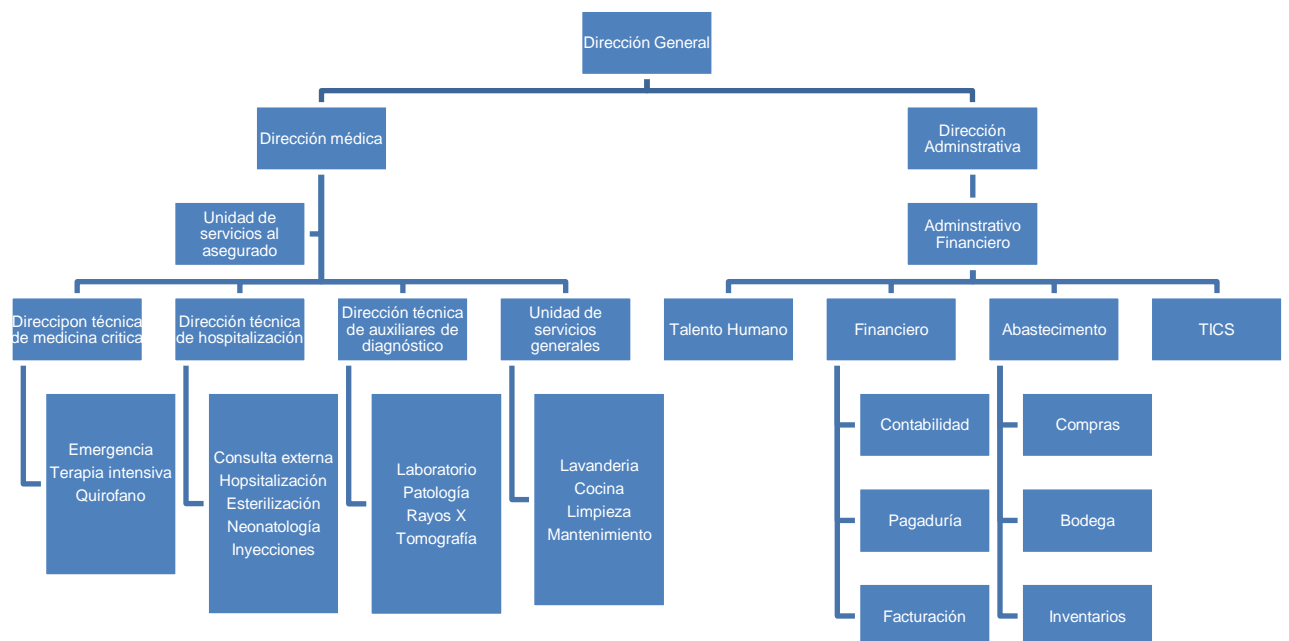 Dirección General
Dirección médica
Dirección
Adminstrativa
Unidad de
servicios al
asegurado
Adminstrativo
Financiero
Direccipon técnica
de medicina critica
Dirección técnica
de hospitalización
Dirección técnica
de auxiliares de
diagnóstico
Unidad de
servicios
generales
Talento Humano
Financiero
Abastecimento
TICS
Emergencia
Terapia intensiva
Quirofano
Consulta externa
Hopsitalización
Esterilización
Neonatología
Inyecciones
Laboratorio
Patología
Rayos X
Tomografía
Lavanderia
Cocina
Limpieza
Mantenimiento
Contabilidad
Pagaduría
Facturación
Compras
Bodega
Inventarios